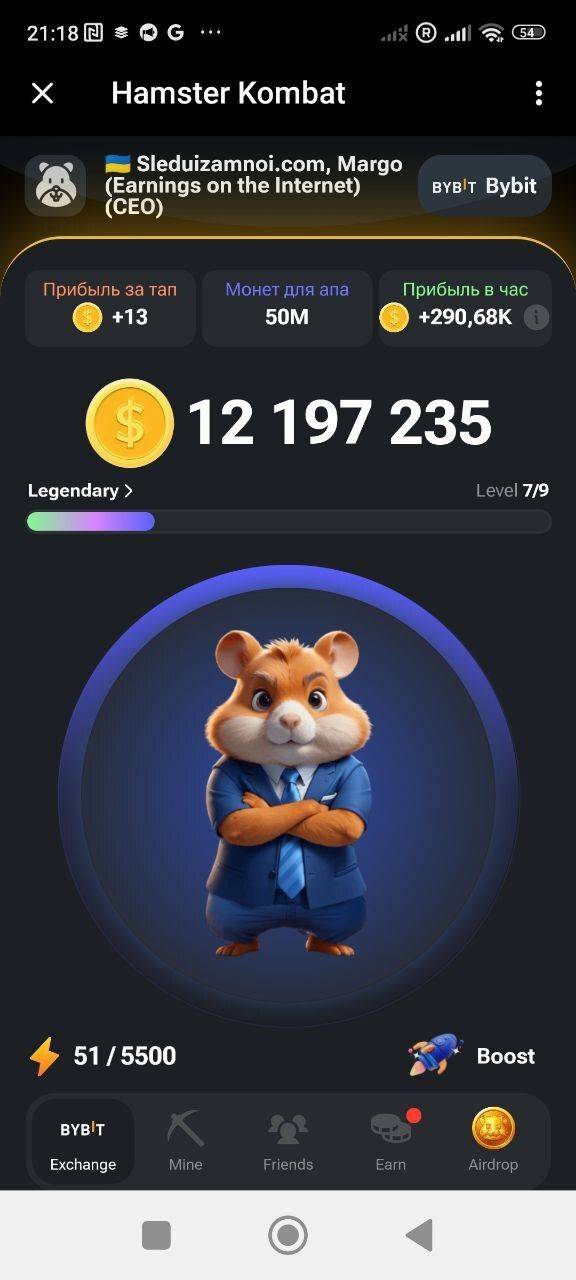 21:18
R
54
Hamster Kombat
🇺🇦 Sleduizamnoi.com, Margo
(Earnings on the Internet)
(CEO)
BYBIT Bybit
Прибыль за тап
Монет для апа
Прибыль в час
+13
50M
+290,68K
12 197 235
Legendary >
Level 7/9
51 / 5500
Boost
BYBIT
Exchange
Mine
Friends
Earn
Airdrop